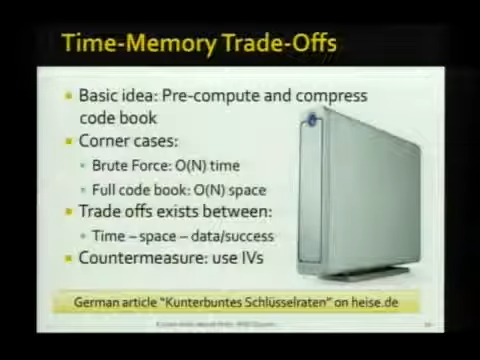 Time-Memory Trade-Offs
Basic idea: Pre-compute and compress
code book
Corner cases:
Brute Force: O(N) time
Full code book: O(N) space
Trade offs exists between:
Time – space – data/success
Countermeasure: use IVs
German article "Kunterbuntes Schlüsselraten" on heise.de